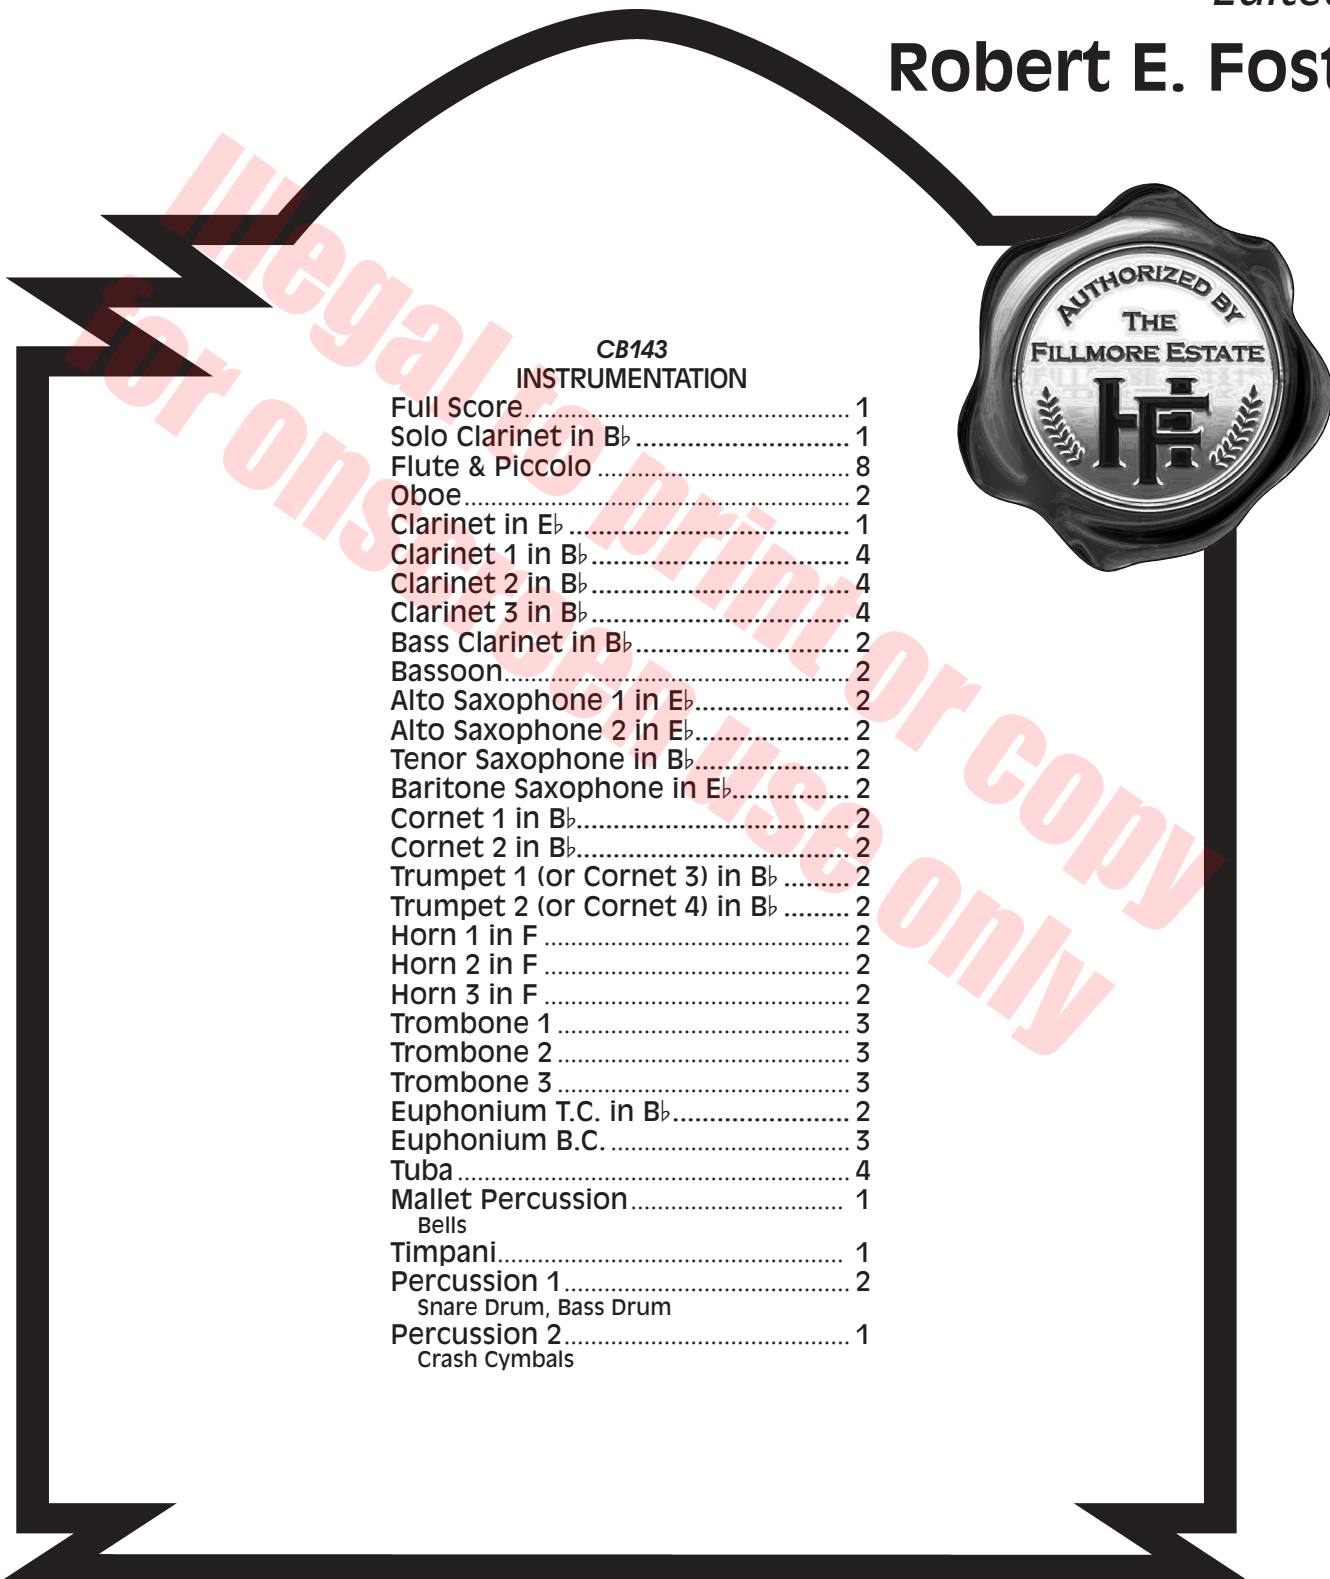 Robert E. Fost
AUTHORIZED BY
THE
FILLMORE ESTATE
HF
CB143
INSTRUMENTATION
Full Score.......................................... 1
Solo Clarinet in B♭.......................................... 1
Flute & Piccolo.......................................... 8
Oboe.......................................... 2
Clarinet in E♭.......................................... 1
Clarinet 1 in B♭.......................................... 4
Clarinet 2 in B♭.......................................... 4
Clarinet 3 in B♭.......................................... 4
Bass Clarinet in B♭.......................................... 2
Bassoon.......................................... 2
Alto Saxophone 1 in E♭.......................................... 2
Alto Saxophone 2 in E♭.......................................... 2
Tenor Saxophone in B♭.......................................... 2
Baritone Saxophone in E♭.......................................... 2
Cornet 1 in B♭.......................................... 2
Cornet 2 in B♭.......................................... 2
Trumpet 1 (or Cornet 3) in B♭ ......... 2
Trumpet 2 (or Cornet 4) in B♭ ......... 2
Horn 1 in F.......................................... 2
Horn 2 in F.......................................... 2
Horn 3 in F.......................................... 2
Trombone 1.......................................... 3
Trombone 2.......................................... 3
Trombone 3.......................................... 3
Euphonium T.C. in B♭.......................................... 2
Euphonium B.C. .......................................... 3
Tuba.......................................... 4
Mallet Percussion.......................................... 1
Bells
Timpani.......................................... 1
Percussion 1.......................................... 2
Snare Drum, Bass Drum
Percussion 2.......................................... 1
Crash Cymbals
Illegal to print or copy
for onscreen use only